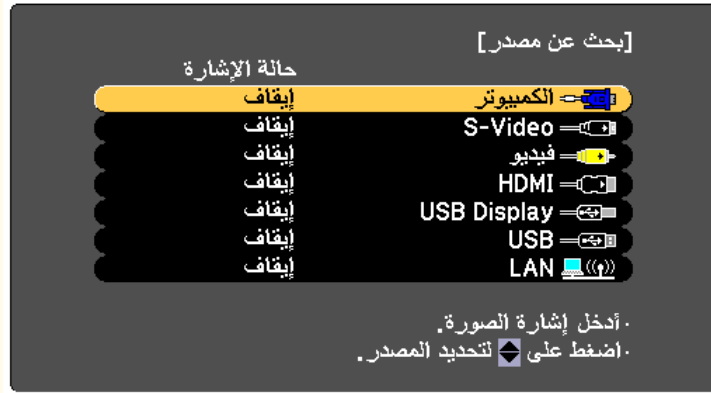 [بحث عن مصدر]
حالة الإشارة
الكمبيوتر إيقاف
S-Video إيقاف
فيديو إيقاف
HDMI إيقاف
USB Display إيقاف
USB إيقاف
LAN إيقاف
·أدخل إشارة الصورة.
·اضغط على لتحديد المصدر.